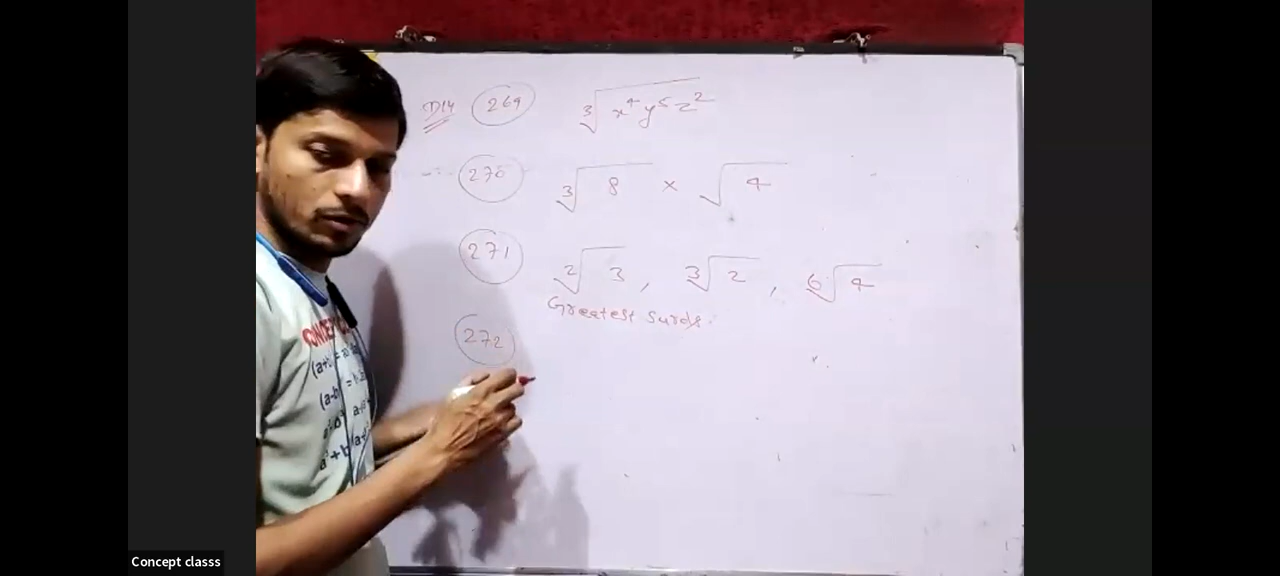 D14 (269) ∛(x⁴y⁵z²)
(270) ∛8 × √4
(271) ²√3 , ³√2 , ⁶√4
Greatest surds.
(272)
Concept classs